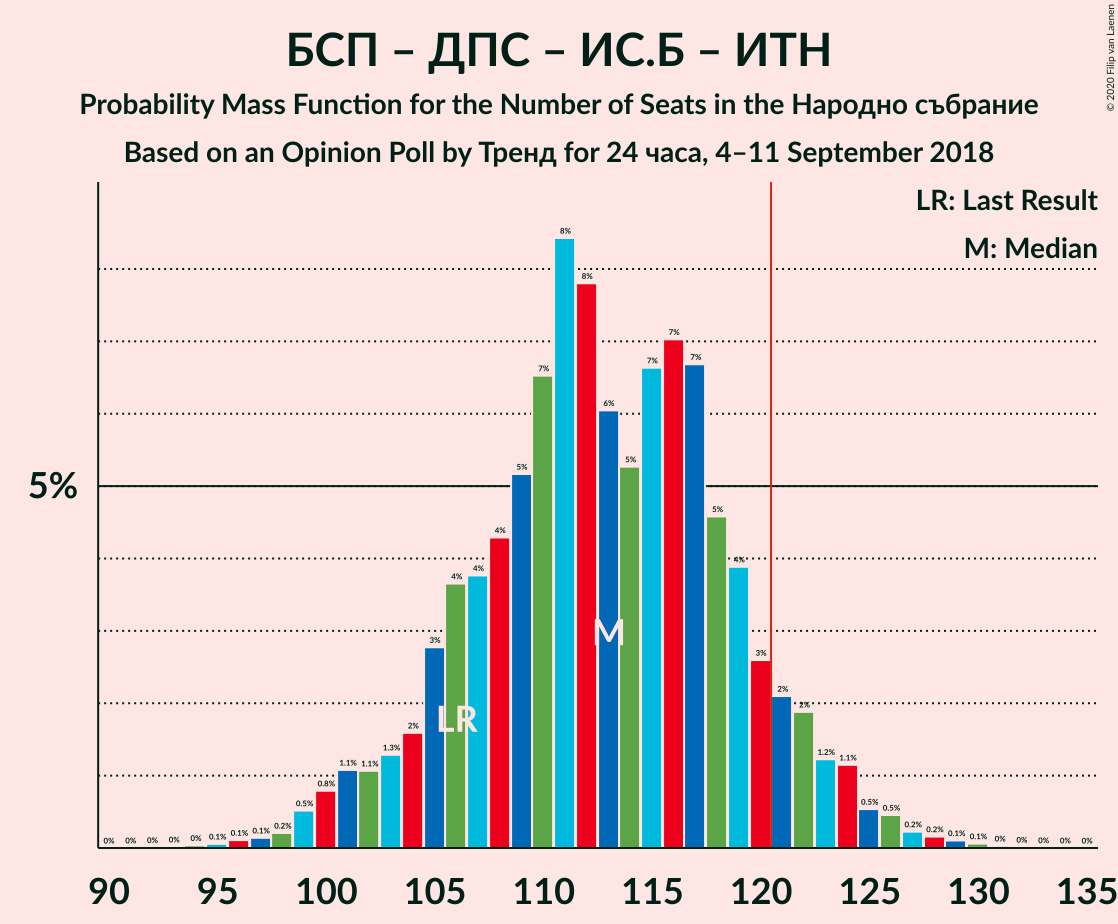 БСП – ДПС – ИС.Б – ИТН
Probability Mass Function for the Number of Seats in the Народно събрание
Based on an Opinion Poll by Тренд for 24 часа, 4–11 September 2018
© 2020 Filip van Laenen
LR: Last Result
M: Median
5%
0% 0% 0% 0% 0% 0.1% 0.1% 0.1% 0.2% 0.5% 0.8% 1.1% 1.1% 1.3% 2% 3% 4% 4% 4% 5% 7% 8% 8% 6% 5% 7% 7% 7% 5% 4% 3% 2% 2% 1.2% 1.1% 0.5% 0.5% 0.2% 0.2% 0.1% 0.1% 0% 0% 0% 0% 0%
LR
M
90 95 100 105 110 115 120 125 130 135